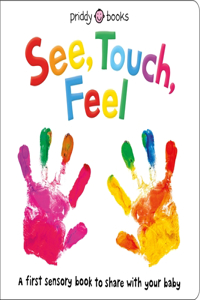 priddy books
See, Touch,
Feel
A first sensory book to share with your baby